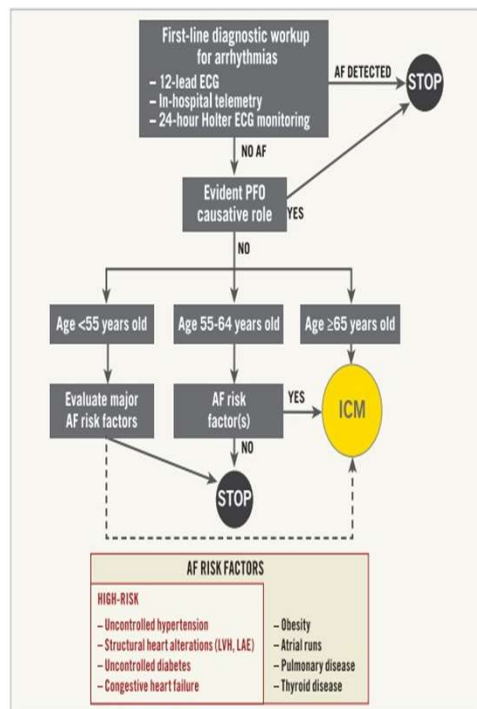 First-line diagnostic workup
for arrhythmias
– 12-lead ECG
– In-hospital telemetry
– 24-hour Holter ECG monitoring
AF DETECTED
STOP
NO AF
Evident PFO
causative role
YES
NO
Age <55 years old
Age 55-64 years old
Age ≥65 years old
Evaluate major
AF risk factors
AF risk
factor(s)
YES
ICM
NO
STOP
AF RISK FACTORS
HIGH-RISK
– Uncontrolled hypertension
– Structural heart alterations (LVH, LAE)
– Uncontrolled diabetes
– Congestive heart failure
– Obesity
– Atrial runs
– Pulmonary disease
– Thyroid disease